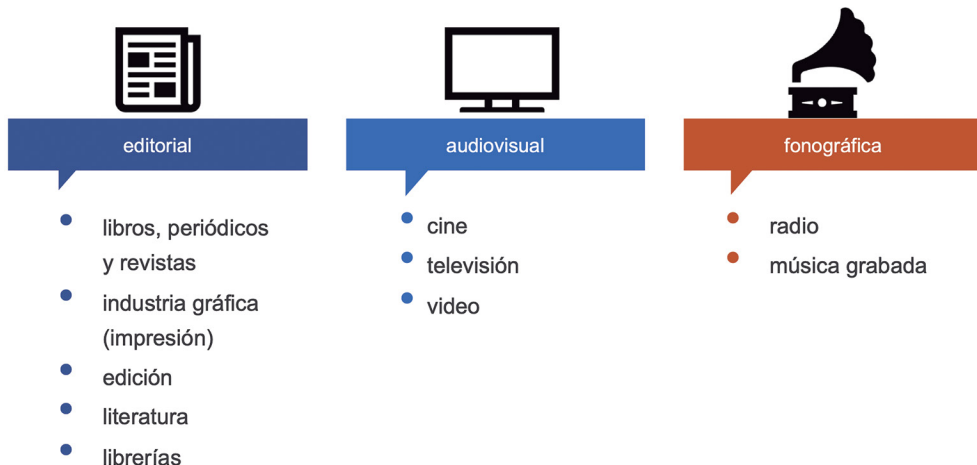 editorial
libros, periódicos
y revistas
industria gráfica
(impresión)
edición
literatura
librerías
audiovisual
cine
televisión
video
fonográfica
radio
música grabada